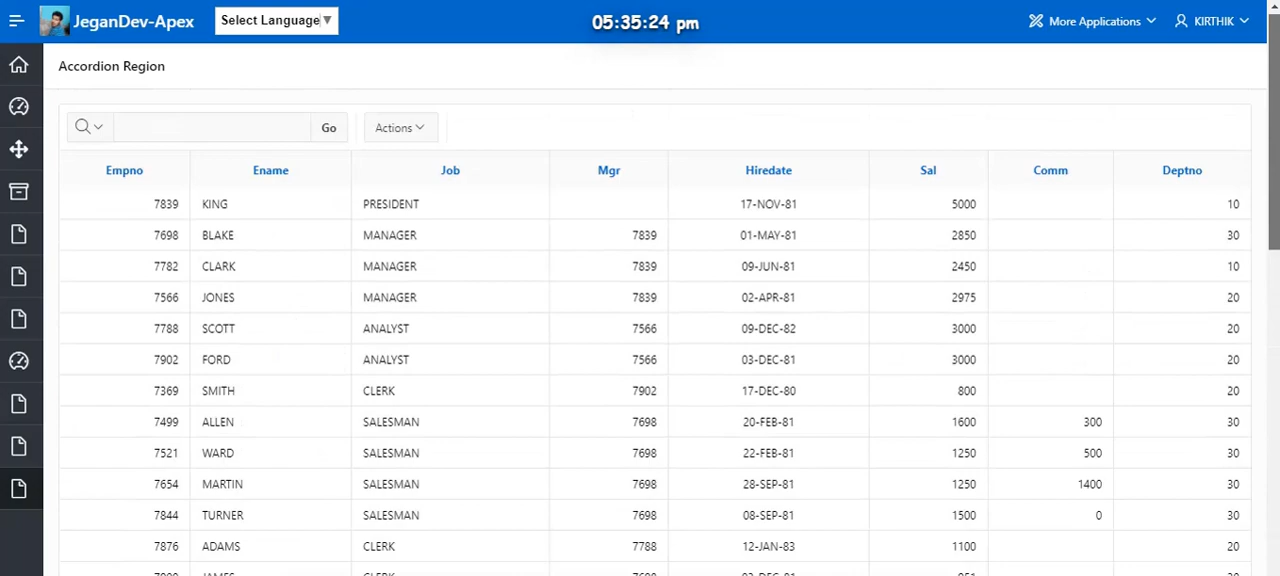 JeganDev-Apex Select Language▼ 05:35:24 pm More Applications KIRTHIK
Accordion Region
Go Actions
Empno Ename Job Mgr Hiredate Sal Comm Deptno
7839 KING PRESIDENT 17-NOV-81 5000 10
7698 BLAKE MANAGER 7839 01-MAY-81 2850 30
7782 CLARK MANAGER 7839 09-JUN-81 2450 10
7566 JONES MANAGER 7839 02-APR-81 2975 20
7788 SCOTT ANALYST 7566 09-DEC-82 3000 20
7902 FORD ANALYST 7566 03-DEC-81 3000 20
7369 SMITH CLERK 7902 17-DEC-80 800 20
7499 ALLEN SALESMAN 7698 20-FEB-81 1600 300 30
7521 WARD SALESMAN 7698 22-FEB-81 1250 500 30
7654 MARTIN SALESMAN 7698 28-SEP-81 1250 1400 30
7844 TURNER SALESMAN 7698 08-SEP-81 1500 0 30
7876 ADAMS CLERK 7788 12-JAN-83 1100 20